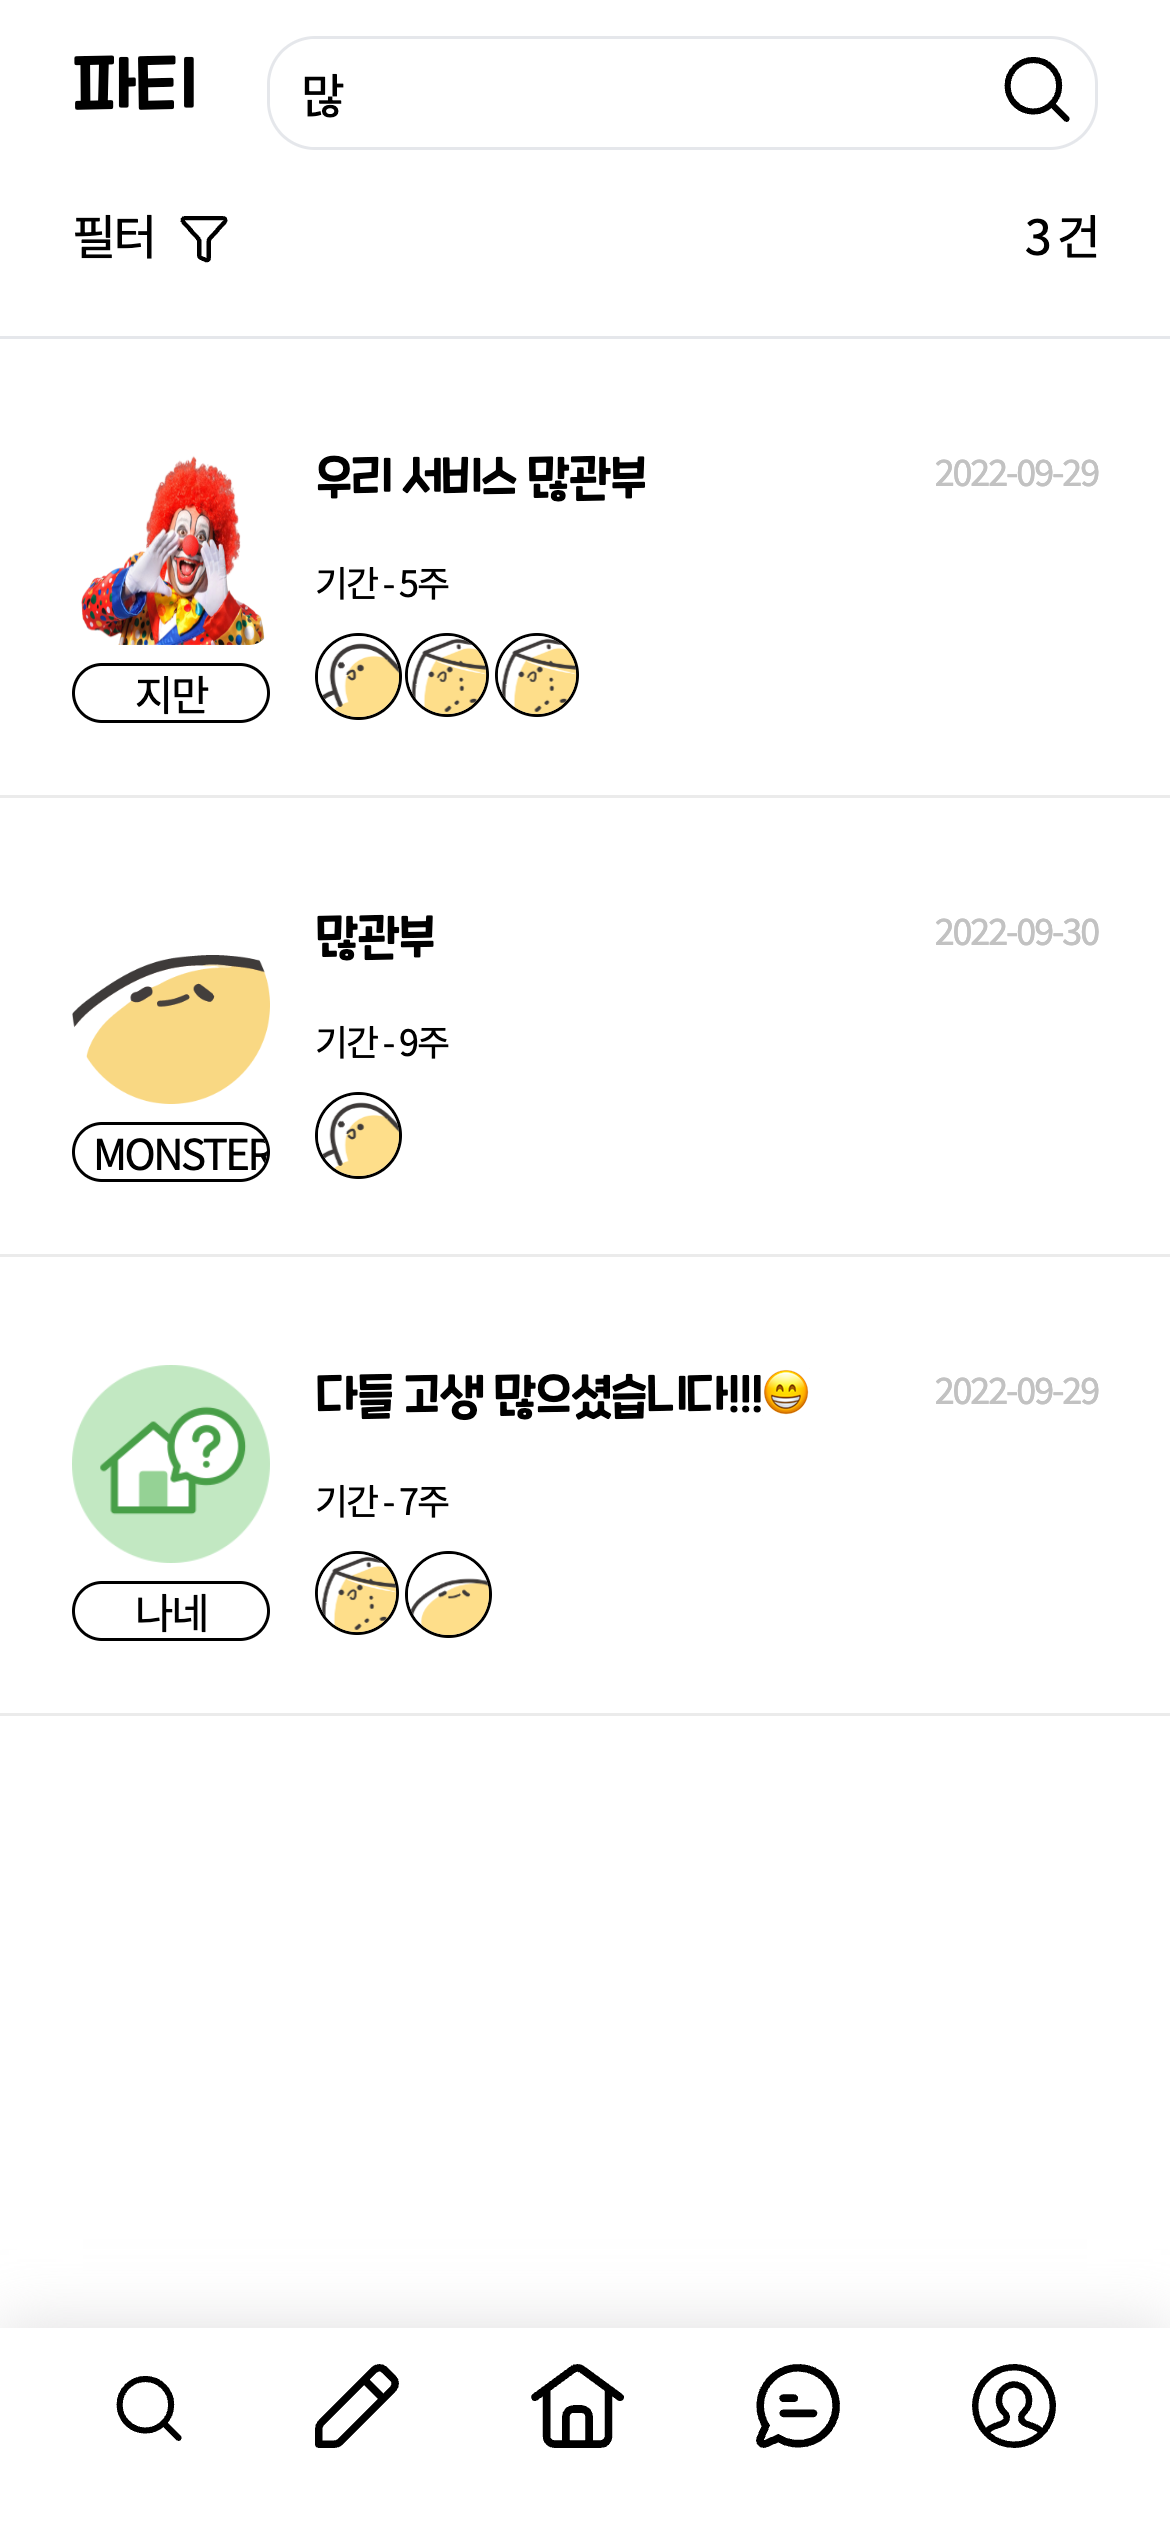 파티
많
필터
3 건
우리 서비스 많관부
2022-09-29
기간 - 5주
지만
많관부
2022-09-30
기간 - 9주
MONSTER
다들 고생 많으셨습니다!!!😁
2022-09-29
기간 - 7주
나네